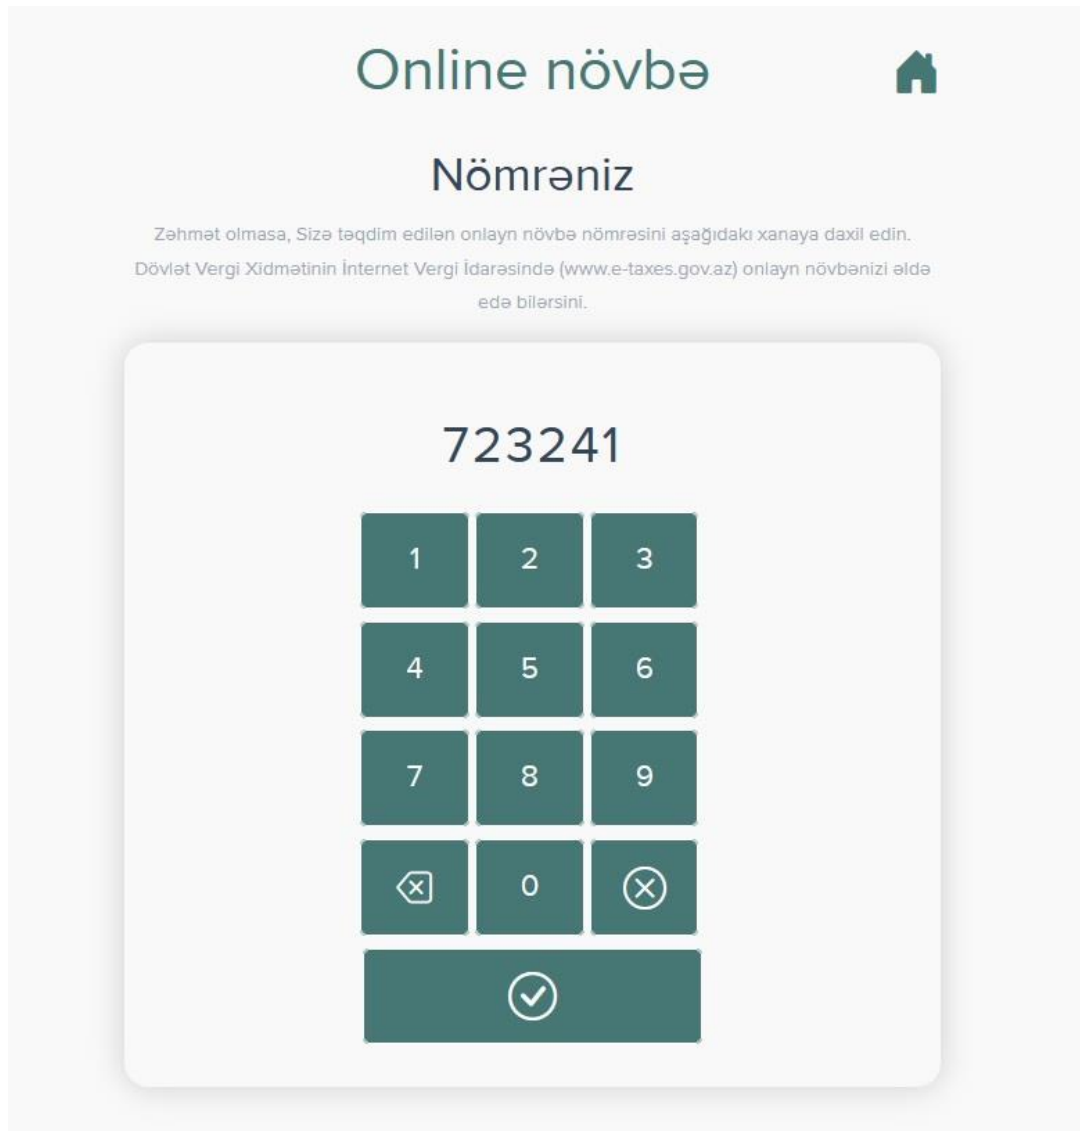 Online növbə
Nömrəniz
Zəhmət olmasa, Sizə təqdim edilən onlayn növbə nömrəsini aşağıdakı xanaya daxil edin.
Dövlət Vergi Xidmətinin İnternet Vergi İdarəsində (www.e-taxes.gov.az) onlayn növbənizi əldə
edə bilərsini.
723241
1 2 3
4 5 6
7 8 9
0